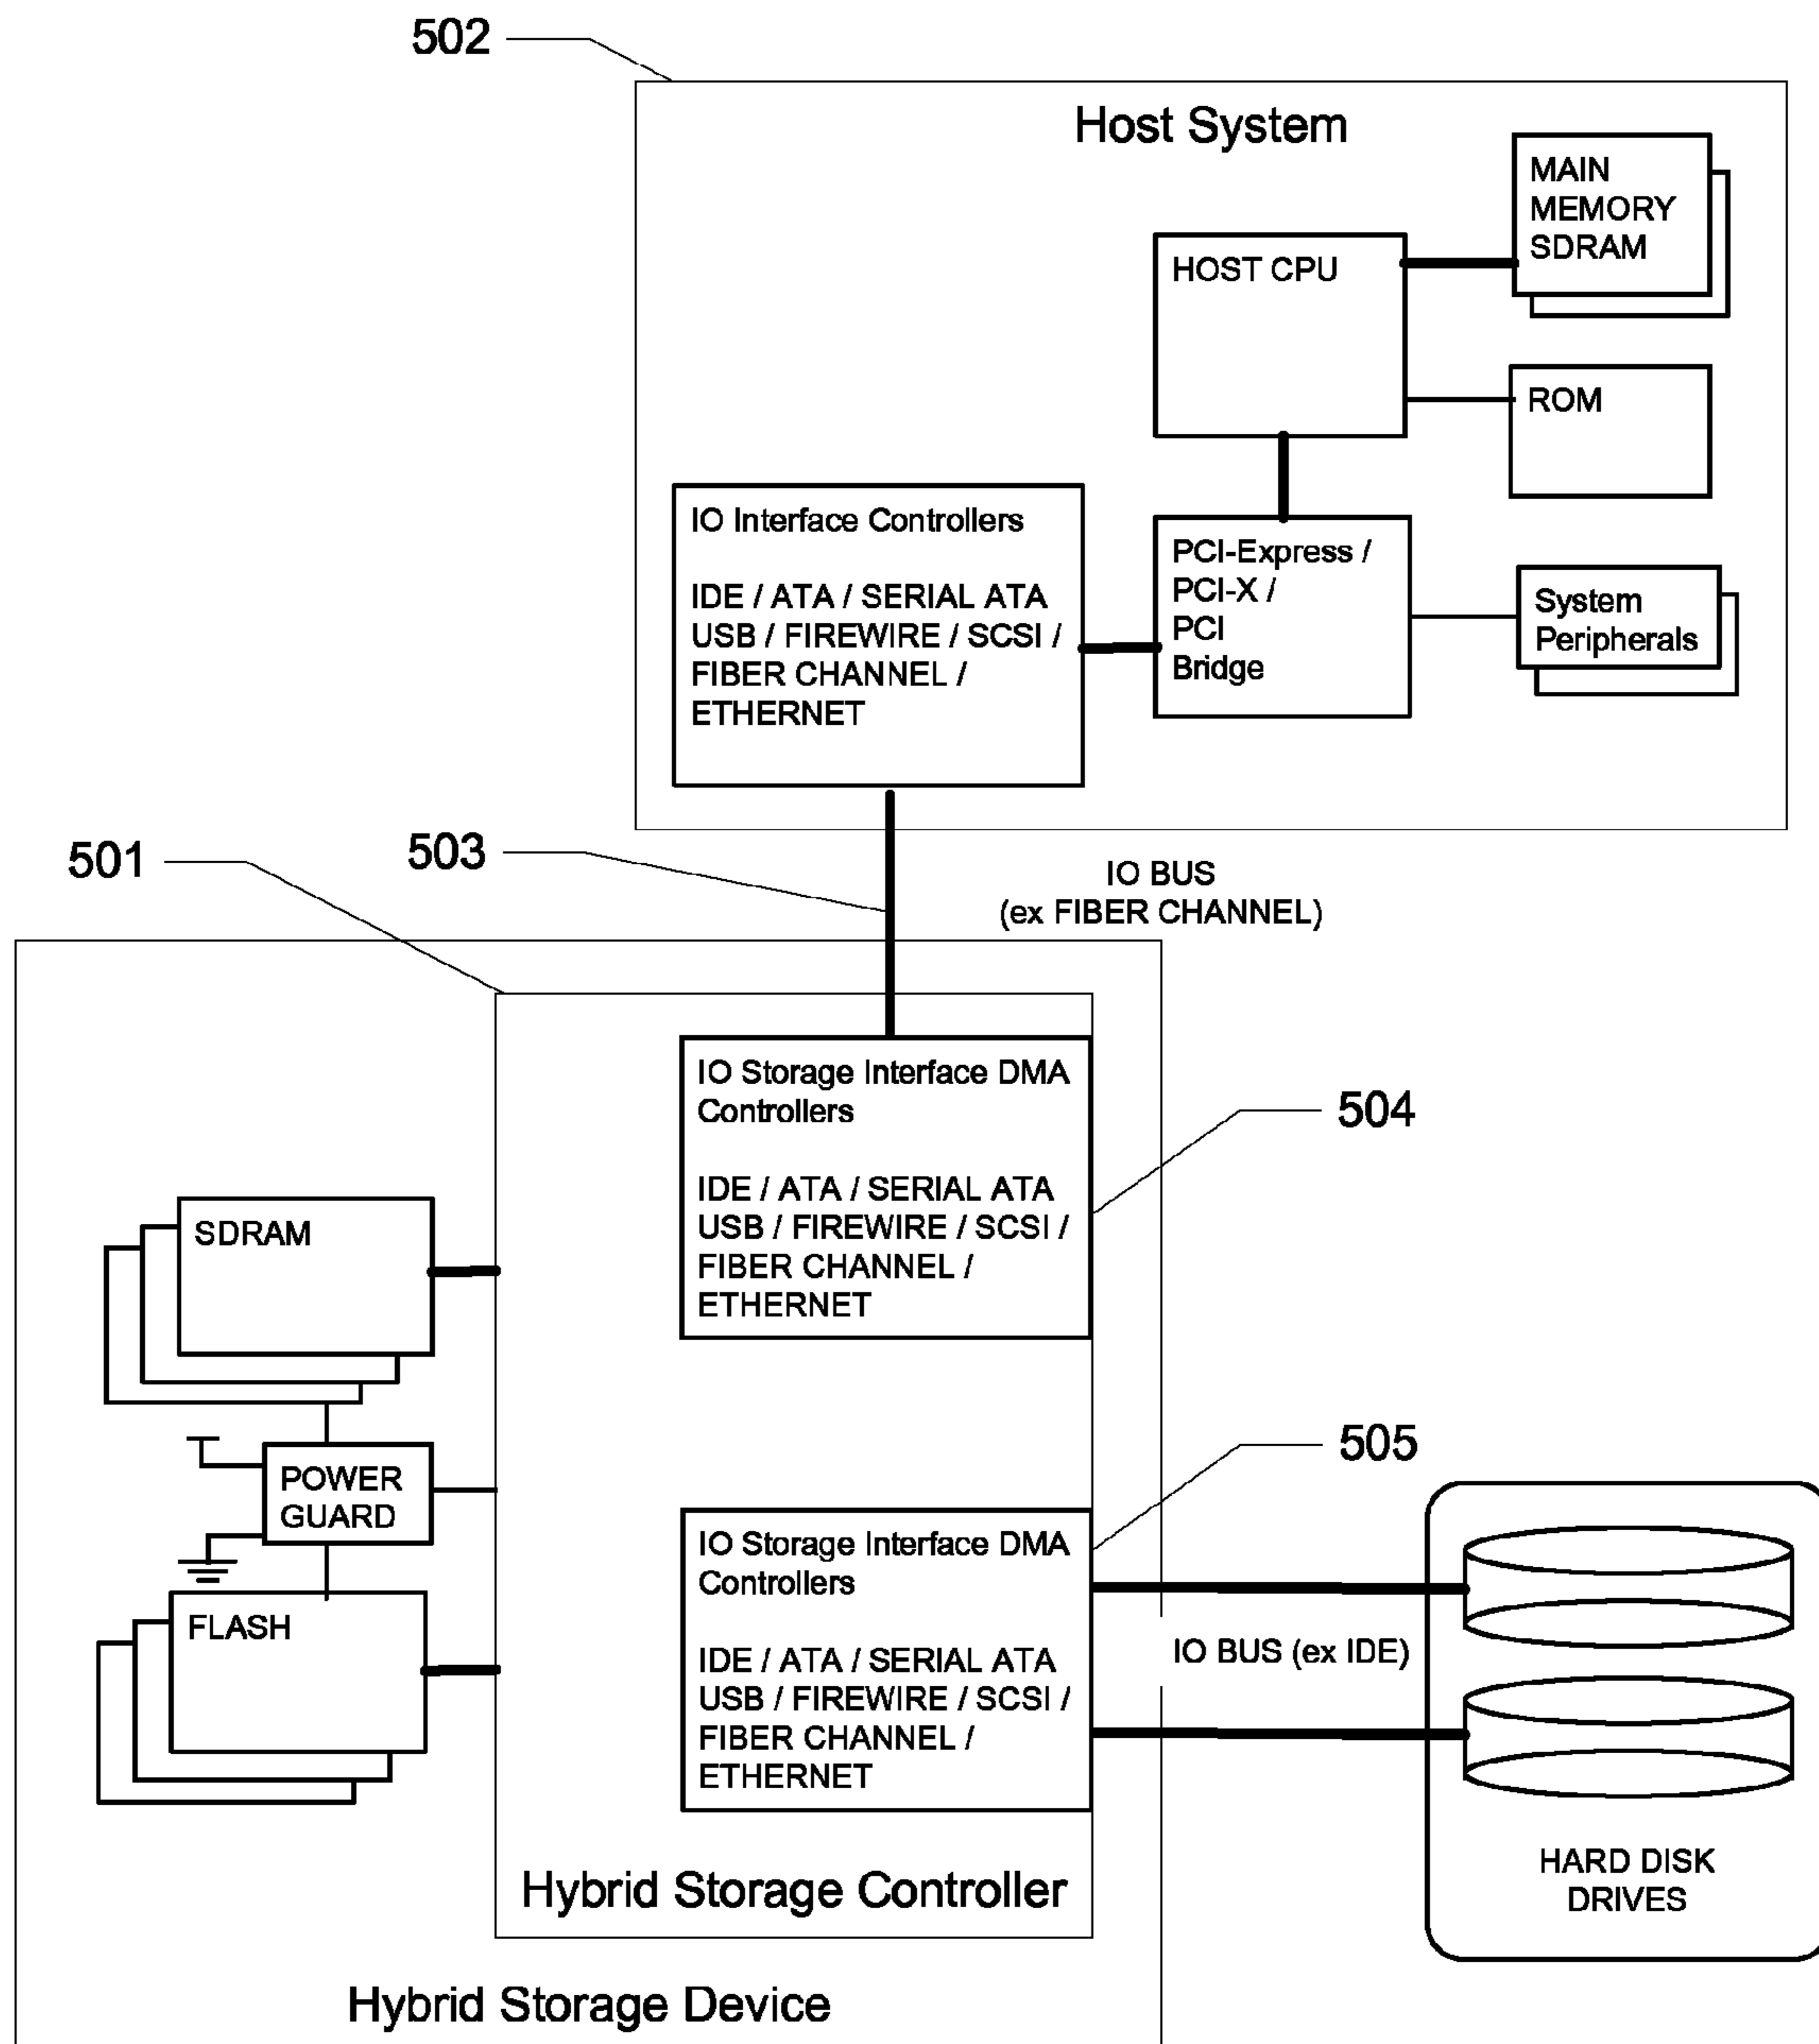 502
Host System
MAIN
MEMORY
SDRAM
HOST CPU
ROM
IO Interface Controllers
IDE / ATA / SERIAL ATA
USB / FIREWIRE / SCSI /
FIBER CHANNEL /
ETHERNET
PCI-Express /
PCI-X /
PCI
Bridge
System
Peripherals
501
503
IO BUS
(ex FIBER CHANNEL)
IO Storage Interface DMA
Controllers
IDE / ATA / SERIAL ATA
USB / FIREWIRE / SCSI /
FIBER CHANNEL /
ETHERNET
504
SDRAM
POWER
GUARD
FLASH
505
IO Storage Interface DMA
Controllers
IDE / ATA / SERIAL ATA
USB / FIREWIRE / SCSI /
FIBER CHANNEL /
ETHERNET
IO BUS (ex IDE)
HARD DISK
DRIVES
Hybrid Storage Controller
Hybrid Storage Device